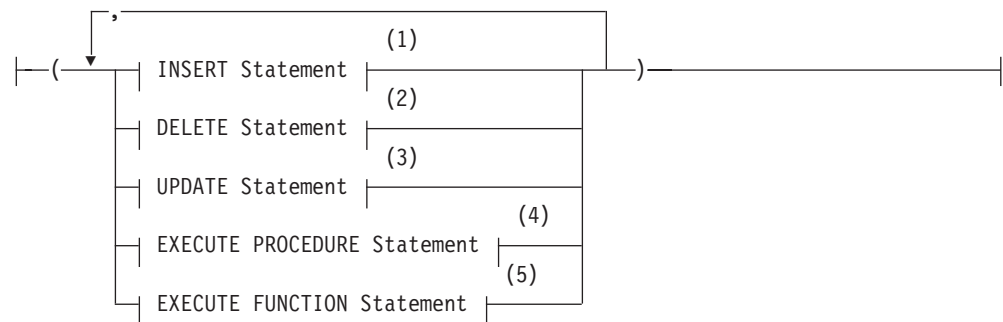 ,
(1)
( INSERT Statement )
(2)
DELETE Statement
(3)
UPDATE Statement
(4)
EXECUTE PROCEDURE Statement
(5)
EXECUTE FUNCTION Statement